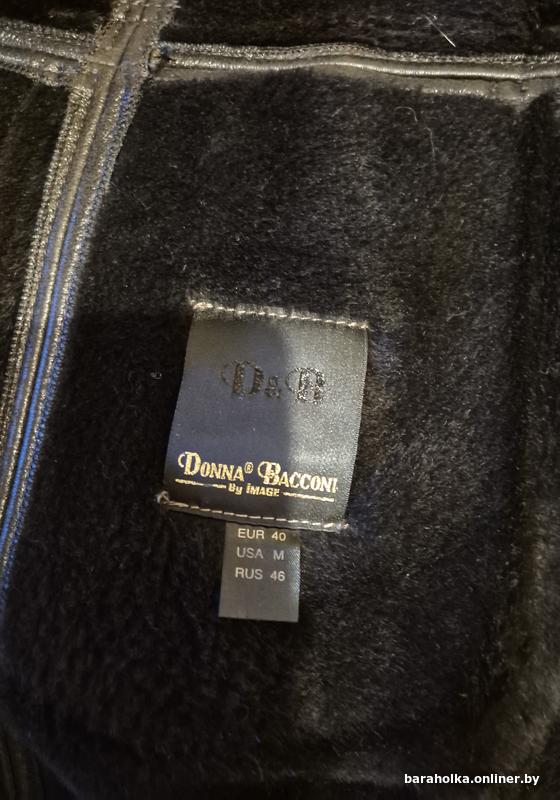 D&B
DONNA® BACCONI
By IMAGE
EUR 40
USA M
RUS 46
baraholka.onliner.by